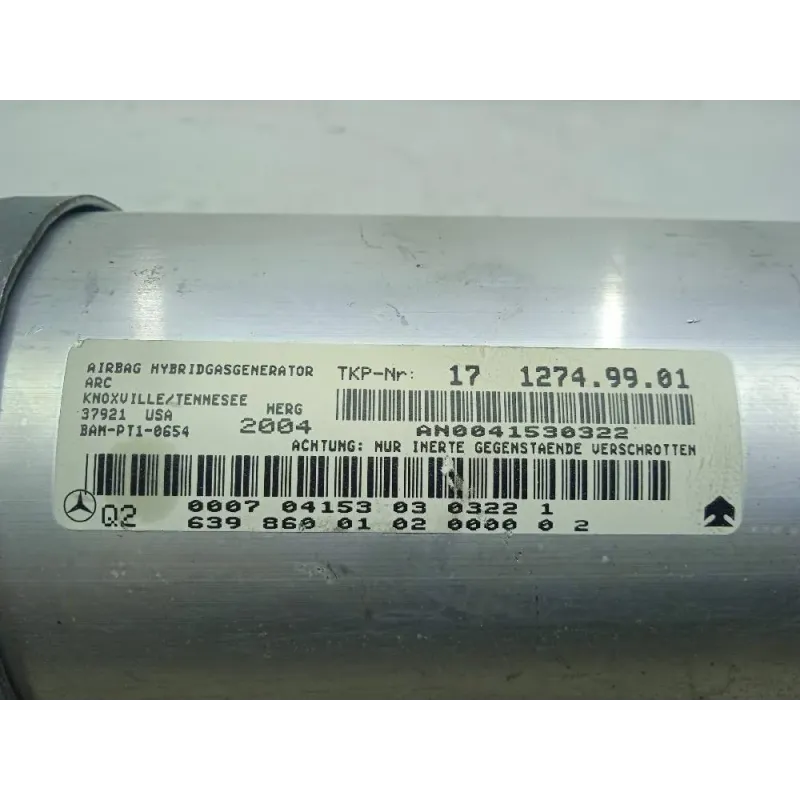 AIRBAG HYBRIDGASGENERATOR
ARC
KNOXVILLE/TENMESEE
37921 USA HERG
BAM-PT1-0654 2004
TKP-Nr: 17 1274.99.01
AN0041530322
ACHTUNG: NUR INERTE GEGENSTAENDE VERSCHROTTEN
Q2 0007 04153 03 0322 1
639 860 01 02 0000 0 2